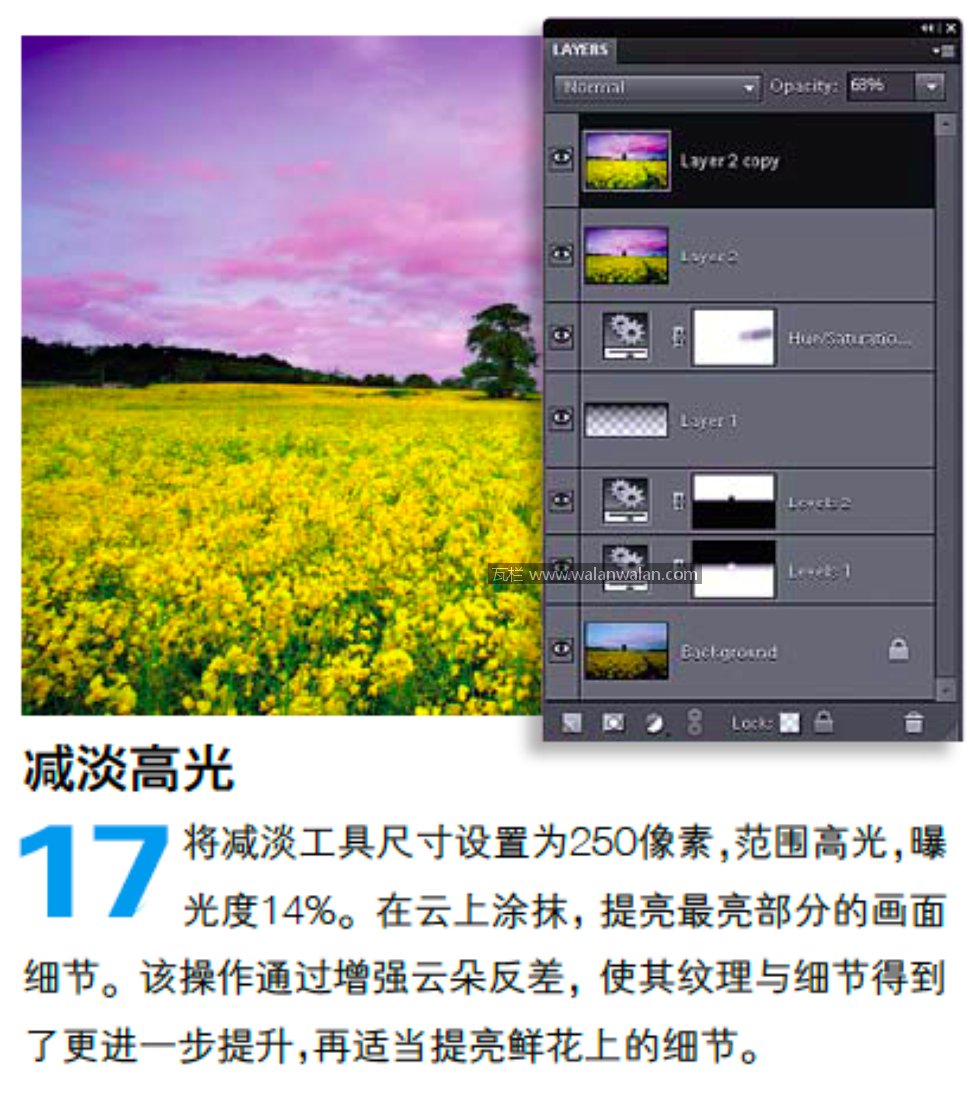 LAYERS
Normal Opacity: 68%
Layer 2 copy
Layer 2
Hue/Saturatio...
Layer 1
Levels 2
瓦栏 www.walanwalan.com
Levels 1
Background
Lock:
减淡高光
17 将减淡工具尺寸设置为250像素,范围高光,曝
光度14%。在云上涂抹,提亮最亮部分的画面
细节。该操作通过增强云朵反差,使其纹理与细节得到
了更进一步提升,再适当提亮鲜花上的细节。